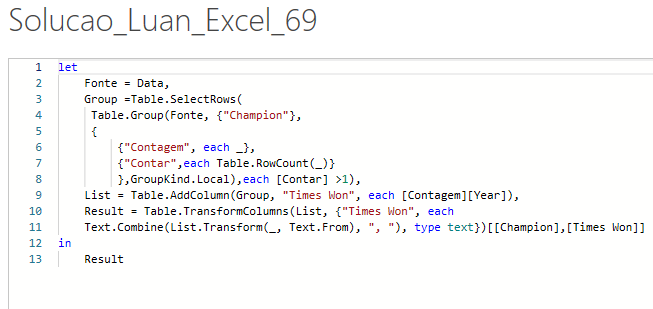 Solucao_Luan_Excel_69
1 let
2 Fonte = Data,
3 Group =Table.SelectRows(
4 Table.Group(Fonte, {"Champion"},
5 {
6 {"Contagem", each _},
7 {"Contar",each Table.RowCount(_)}
8 },GroupKind.Local),each [Contar] >1),
9 List = Table.AddColumn(Group, "Times Won", each [Contagem][Year]),
10 Result = Table.TransformColumns(List, {"Times Won", each
11 Text.Combine(List.Transform(_, Text.From), ", "), type text})[[Champion],[Times Won]]
12 in
13 Result